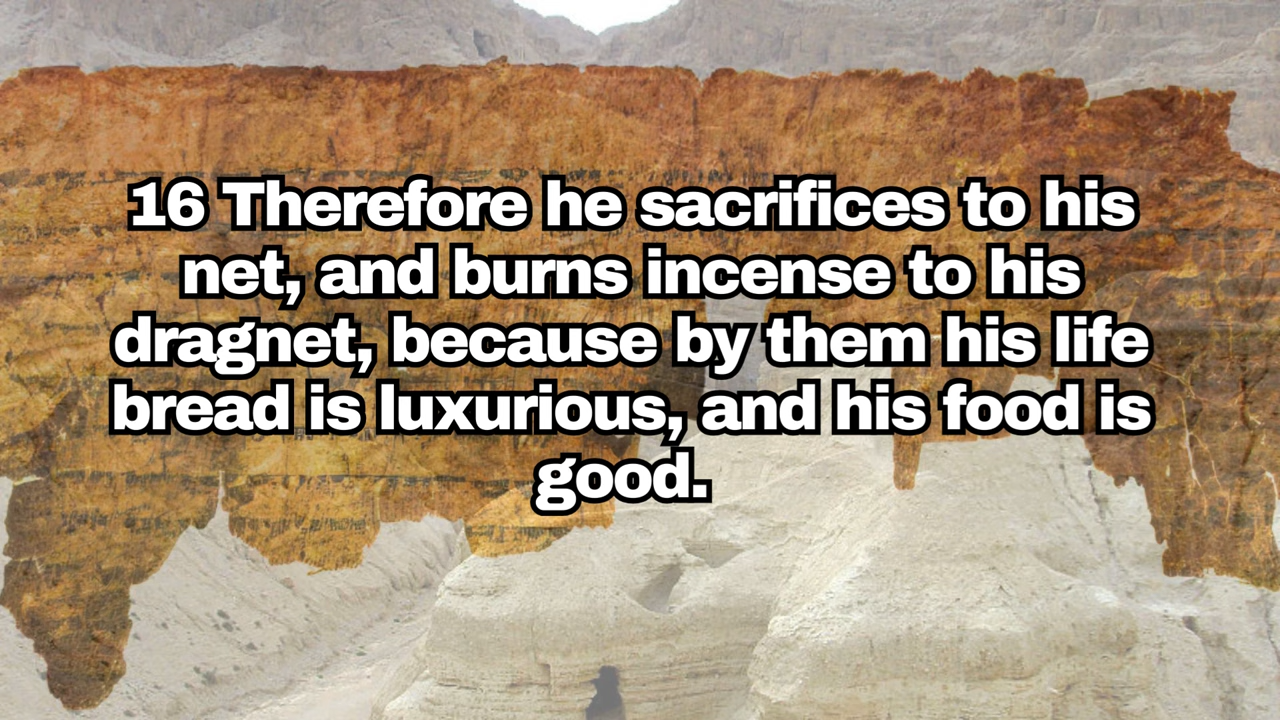 16 Therefore he sacrifices to his
net, and burns incense to his
dragnet, because by them his life
bread is luxurious, and his food is
good.